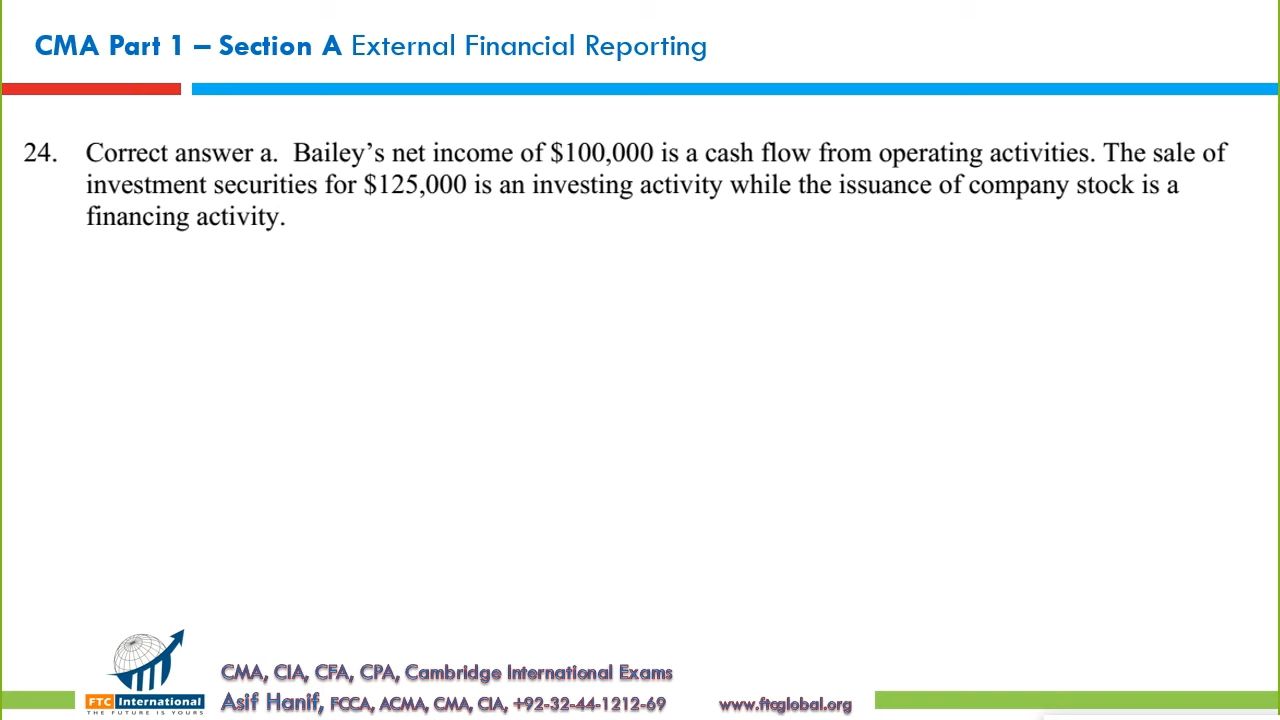 CMA Part 1 – Section A External Financial Reporting
24. Correct answer a. Bailey’s net income of $100,000 is a cash flow from operating activities. The sale of
investment securities for $125,000 is an investing activity while the issuance of company stock is a
financing activity.
CMA, CIA, CFA, CPA, Cambridge International Exams
FTC International
THE FUTURE IS YOURS
Asif Hanif, FCCA, ACMA, CMA, CIA, +92-32-44-1212-69 www.ftcglobal.org